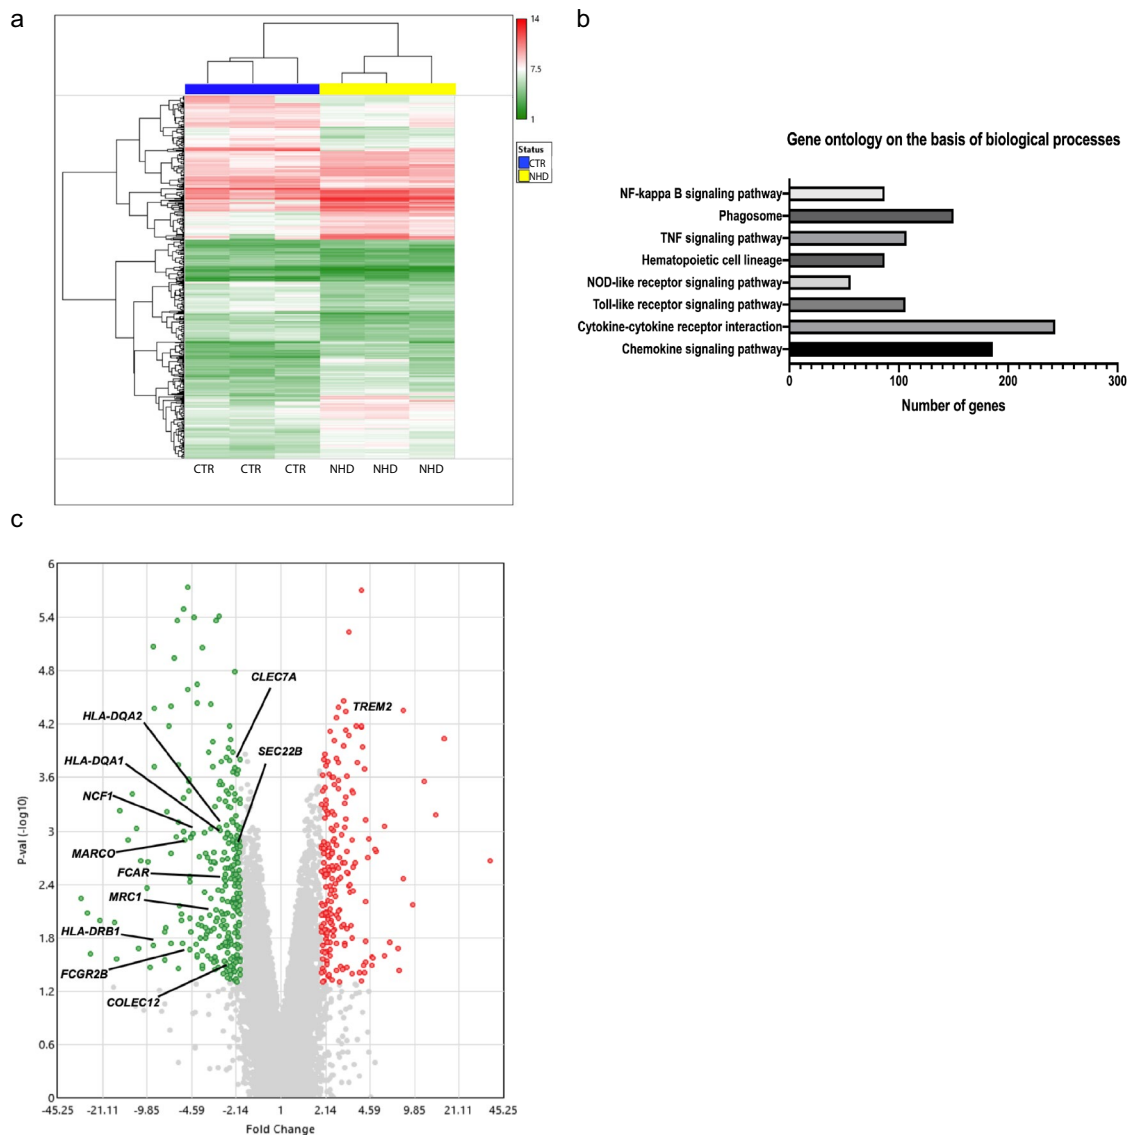 a
14
7.5
1
Status
CTR
NHD
CTR CTR CTR NHD NHD NHD
b
Gene ontology on the basis of biological processes
NF-kappa B signaling pathway
Phagosome
TNF signaling pathway
Hematopoietic cell lineage
NOD-like receptor signaling pathway
Toll-like receptor signaling pathway
Cytokine-cytokine receptor interaction
Chemokine signaling pathway
0 100 200 300
Number of genes
c
P-val (-log10)
6
5.4
4.8
4.2
3.6
3
2.4
1.8
1.2
0.6
0
CLEC7A
HLA-DQA2
TREM2
SEC22B
HLA-DQA1
NCF1
MARCO
FCAR
MRC1
HLA-DRB1
FCGR2B
COLEC12
-45.25 -21.11 -9.85 -4.59 -2.14 1 2.14 4.59 9.85 21.11 45.25
Fold Change